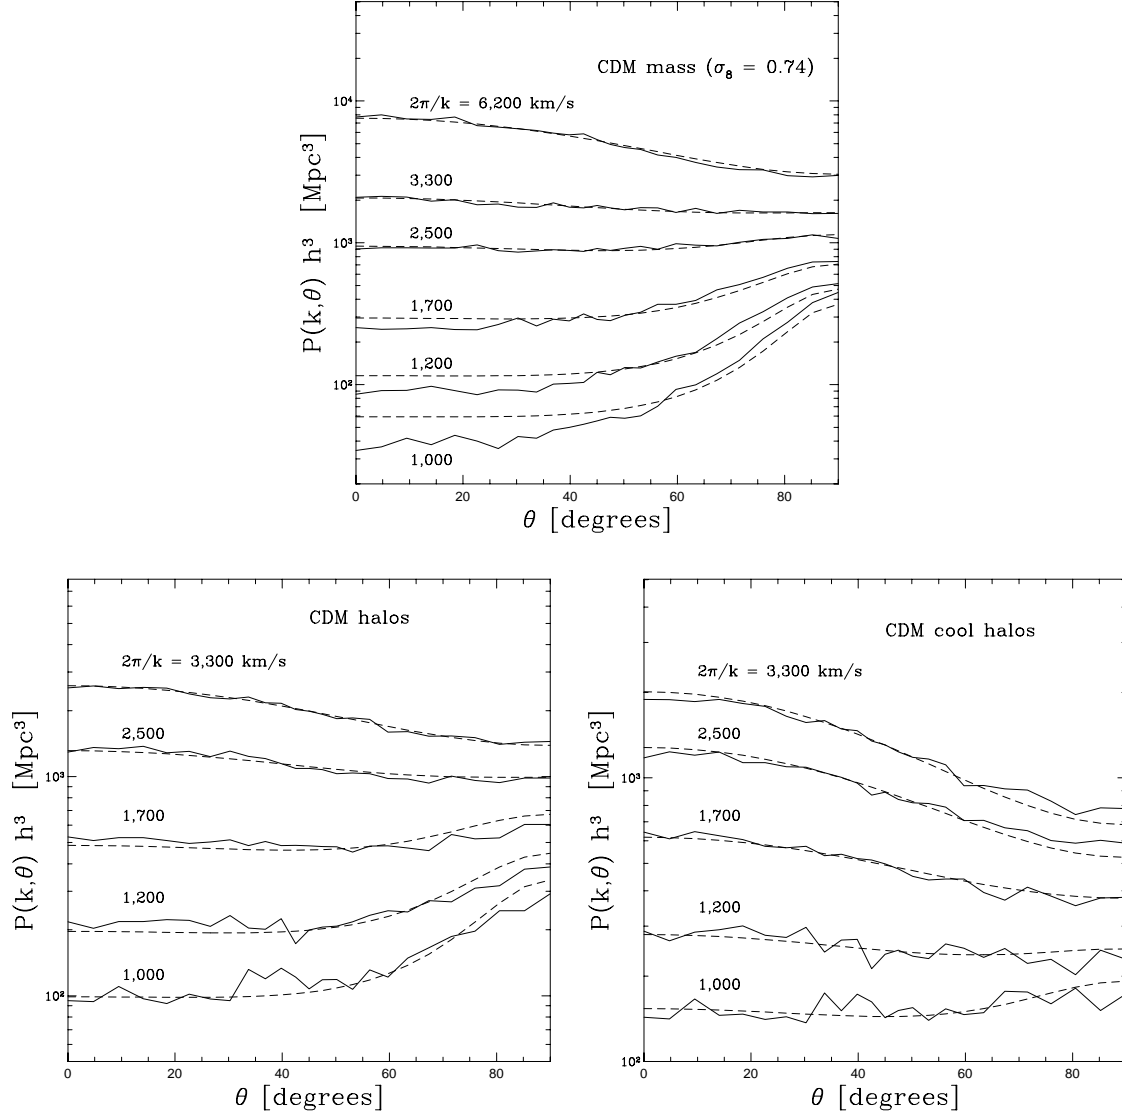 CDM mass (σ₈ = 0.74)
2π/k = 6,200 km/s
3,300
2,500
1,700
1,200
1,000
10⁴
10³
10²
P(k,θ) h³ [Mpc³]
0 20 40 60 80
θ [degrees]
CDM halos
2π/k = 3,300 km/s
2,500
1,700
1,200
1,000
10³
10²
P(k,θ) h³ [Mpc³]
0 20 40 60 80
θ [degrees]
CDM cool halos
2π/k = 3,300 km/s
2,500
1,700
1,200
1,000
10³
10²
P(k,θ) h³ [Mpc³]
0 20 40 60 80
θ [degrees]